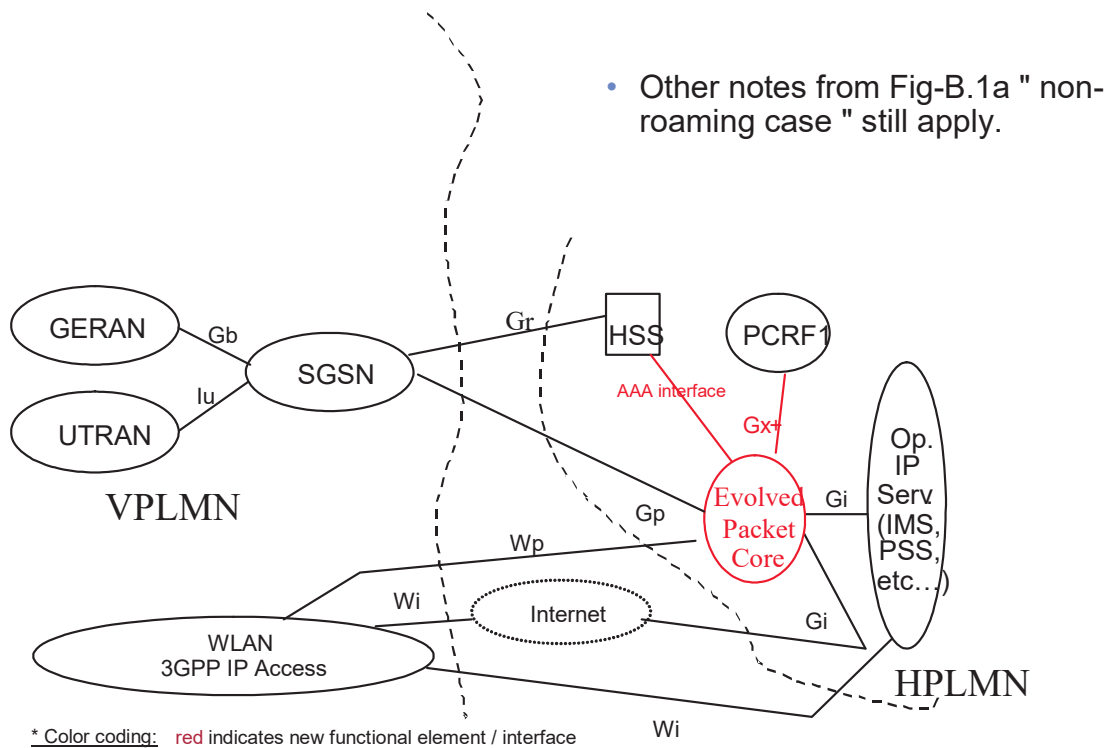 • Other notes from Fig-B.1a " non-
roaming case " still apply.
GERAN
Gb
UTRAN
Iu
SGSN
Gr
HSS
PCRF1
AAA interface
Gx+
VPLMN
Gp
Evolved
Packet
Core
Gi
Op.
IP
Serv.
(IMS,
PSS,
etc…)
Wp
Wi
Internet
Gi
WLAN
3GPP IP Access
HPLMN
Wi
* Color coding: red indicates new functional element / interface